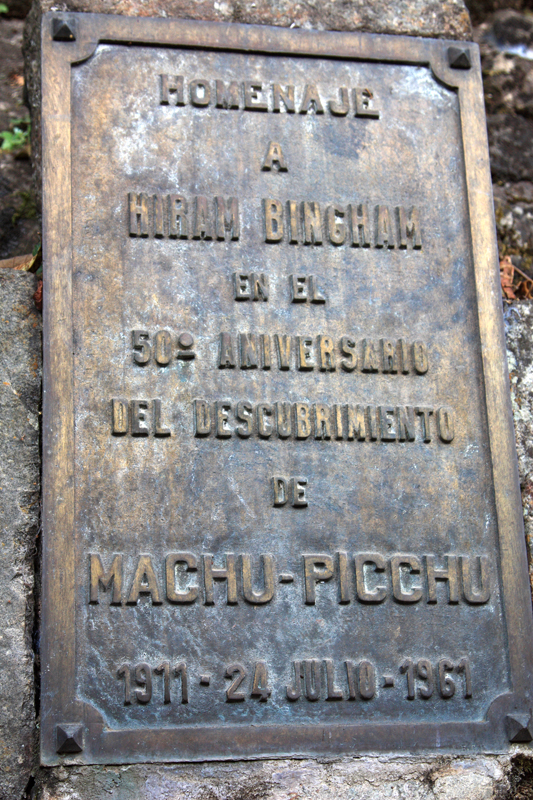 HOMENAJE
A
HIRAM BINGHAM
EN EL
50º ANIVERSARIO
DEL DESCUBRIMIENTO
DE
MACHU-PICCHU
1911 - 24 JULIO - 1961